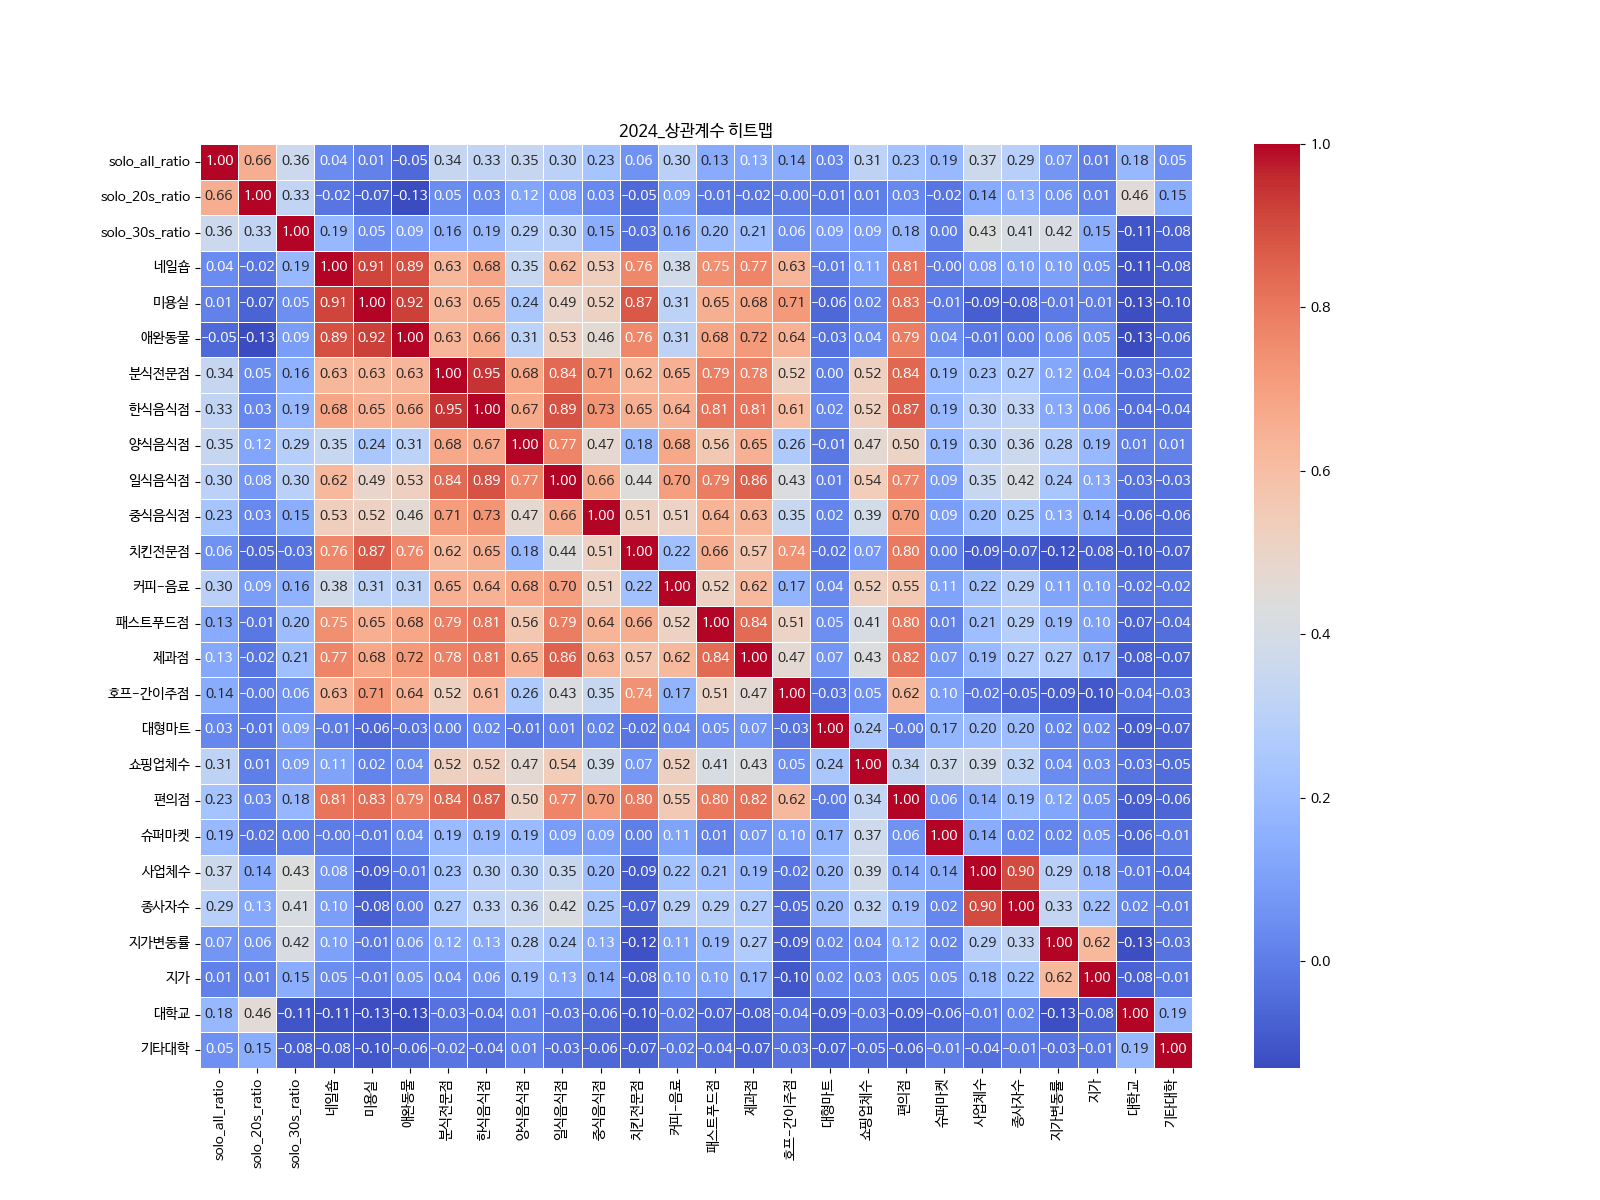 2024_상관계수 히트맵
solo_all_ratio 1.00 0.66 0.36 0.04 0.01 −0.05 0.34 0.33 0.35 0.30 0.23 0.06 0.30 0.13 0.13 0.14 0.03 0.31 0.23 0.19 0.37 0.29 0.07 0.01 0.18 0.05
solo_20s_ratio 0.66 1.00 0.33 −0.02 −0.07 −0.13 0.05 0.03 0.12 0.08 0.03 −0.05 0.09 −0.01 −0.02 −0.00 −0.01 0.01 0.03 −0.02 0.14 0.13 0.06 0.01 0.46 0.15
solo_30s_ratio 0.36 0.33 1.00 0.19 0.05 0.09 0.16 0.19 0.29 0.30 0.15 −0.03 0.16 0.20 0.21 0.06 0.09 0.09 0.18 0.00 0.43 0.41 0.42 0.15 −0.11 −0.08
네일숍 0.04 −0.02 0.19 1.00 0.91 0.89 0.63 0.68 0.35 0.62 0.53 0.76 0.38 0.75 0.77 0.63 −0.01 0.11 0.81 −0.00 0.08 0.10 0.10 0.05 −0.11 −0.08
미용실 0.01 −0.07 0.05 0.91 1.00 0.92 0.63 0.65 0.24 0.49 0.52 0.87 0.31 0.65 0.68 0.71 −0.06 0.02 0.83 −0.01 −0.09 −0.08 −0.01 −0.01 −0.13 −0.10
애완동물 −0.05 −0.13 0.09 0.89 0.92 1.00 0.63 0.66 0.31 0.53 0.46 0.76 0.31 0.68 0.72 0.64 −0.03 0.04 0.79 0.04 −0.01 0.00 0.06 0.05 −0.13 −0.06
분식전문점 0.34 0.05 0.16 0.63 0.63 0.63 1.00 0.95 0.68 0.84 0.71 0.62 0.65 0.79 0.78 0.52 0.00 0.52 0.84 0.19 0.23 0.27 0.12 0.04 −0.03 −0.02
한식음식점 0.33 0.03 0.19 0.68 0.65 0.66 0.95 1.00 0.67 0.89 0.73 0.65 0.64 0.81 0.81 0.61 0.02 0.52 0.87 0.19 0.30 0.33 0.13 0.06 −0.04 −0.04
양식음식점 0.35 0.12 0.29 0.35 0.24 0.31 0.68 0.67 1.00 0.77 0.47 0.18 0.68 0.56 0.65 0.26 −0.01 0.47 0.50 0.19 0.30 0.36 0.28 0.19 0.01 0.01
일식음식점 0.30 0.08 0.30 0.62 0.49 0.53 0.84 0.89 0.77 1.00 0.66 0.44 0.70 0.79 0.86 0.43 0.01 0.54 0.77 0.09 0.35 0.42 0.24 0.13 −0.03 −0.03
중식음식점 0.23 0.03 0.15 0.53 0.52 0.46 0.71 0.73 0.47 0.66 1.00 0.51 0.51 0.64 0.63 0.35 0.02 0.39 0.70 0.09 0.20 0.25 0.13 0.14 −0.06 −0.06
치킨전문점 0.06 −0.05 −0.03 0.76 0.87 0.76 0.62 0.65 0.18 0.44 0.51 1.00 0.22 0.66 0.57 0.74 −0.02 0.07 0.80 0.00 −0.09 −0.07 −0.12 −0.08 −0.10 −0.07
커피-음료 0.30 0.09 0.16 0.38 0.31 0.31 0.65 0.64 0.68 0.70 0.51 0.22 1.00 0.52 0.62 0.17 0.04 0.52 0.55 0.11 0.22 0.29 0.11 0.10 −0.02 −0.02
패스트푸드점 0.13 −0.01 0.20 0.75 0.65 0.68 0.79 0.81 0.56 0.79 0.64 0.66 0.52 1.00 0.84 0.51 0.05 0.41 0.80 0.01 0.21 0.29 0.19 0.10 −0.07 −0.04
제과점 0.13 −0.02 0.21 0.77 0.68 0.72 0.78 0.81 0.65 0.86 0.63 0.57 0.62 0.84 1.00 0.47 0.07 0.43 0.82 0.07 0.19 0.27 0.27 0.17 −0.08 −0.07
호프-간이주점 0.14 −0.00 0.06 0.63 0.71 0.64 0.52 0.61 0.26 0.43 0.35 0.74 0.17 0.51 0.47 1.00 −0.03 0.05 0.62 0.10 −0.02 −0.05 −0.09 −0.10 −0.04 −0.03
대형마트 0.03 −0.01 0.09 −0.01 −0.06 −0.03 0.00 0.02 −0.01 0.01 0.02 −0.02 0.04 0.05 0.07 −0.03 1.00 0.24 −0.00 0.17 0.20 0.20 0.02 0.02 −0.09 −0.07
쇼핑업체수 0.31 0.01 0.09 0.11 0.02 0.04 0.52 0.52 0.47 0.54 0.39 0.07 0.52 0.41 0.43 0.05 0.24 1.00 0.34 0.37 0.39 0.32 0.04 0.03 −0.03 −0.05
편의점 0.23 0.03 0.18 0.81 0.83 0.79 0.84 0.87 0.50 0.77 0.70 0.80 0.55 0.80 0.82 0.62 −0.00 0.34 1.00 0.06 0.14 0.19 0.12 0.05 −0.09 −0.06
슈퍼마켓 0.19 −0.02 0.00 −0.00 −0.01 0.04 0.19 0.19 0.19 0.09 0.09 0.00 0.11 0.01 0.07 0.10 0.17 0.37 0.06 1.00 0.14 0.02 0.02 0.05 −0.06 −0.01
사업체수 0.37 0.14 0.43 0.08 −0.09 −0.01 0.23 0.30 0.30 0.35 0.20 −0.09 0.22 0.21 0.19 −0.02 0.20 0.39 0.14 0.14 1.00 0.90 0.29 0.18 −0.01 −0.04
종사자수 0.29 0.13 0.41 0.10 −0.08 0.00 0.27 0.33 0.36 0.42 0.25 −0.07 0.29 0.29 0.27 −0.05 0.20 0.32 0.19 0.02 0.90 1.00 0.33 0.22 0.02 −0.01
지가변동률 0.07 0.06 0.42 0.10 −0.01 0.06 0.12 0.13 0.28 0.24 0.13 −0.12 0.11 0.19 0.27 −0.09 0.02 0.04 0.12 0.02 0.29 0.33 1.00 0.62 −0.13 −0.03
지가 0.01 0.01 0.15 0.05 −0.01 0.05 0.04 0.06 0.19 0.13 0.14 −0.08 0.10 0.10 0.17 −0.10 0.02 0.03 0.05 0.05 0.18 0.22 0.62 1.00 −0.08 −0.01
대학교 0.18 0.46 −0.11 −0.11 −0.13 −0.13 −0.03 −0.04 0.01 −0.03 −0.06 −0.10 −0.02 −0.07 −0.08 −0.04 −0.09 −0.03 −0.09 −0.06 −0.01 0.02 −0.13 −0.08 1.00 0.19
기타대학 0.05 0.15 −0.08 −0.08 −0.10 −0.06 −0.02 −0.04 0.01 −0.03 −0.06 −0.07 −0.02 −0.04 −0.07 −0.03 −0.07 −0.05 −0.06 −0.01 −0.04 −0.01 −0.03 −0.01 0.19 1.00
solo_all_ratio solo_20s_ratio solo_30s_ratio 네일숍 미용실 애완동물 분식전문점 한식음식점 양식음식점 일식음식점 중식음식점 치킨전문점 커피-음료 패스트푸드점 제과점 호프-간이주점 대형마트 쇼핑업체수 편의점 슈퍼마켓 사업체수 종사자수 지가변동률 지가 대학교 기타대학
1.0
0.8
0.6
0.4
0.2
0.0